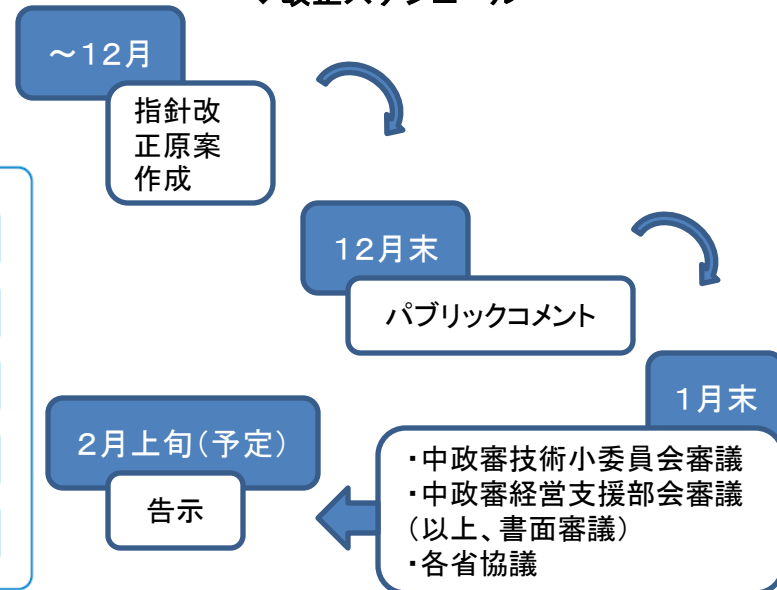 ～12月
指針改
正原案
作成
12月末
パブリックコメント
1月末
・中政審技術小委員会審議
・中政審経営支援部会審議
（以上、書面審議）
・各省協議
2月上旬（予定）
告示